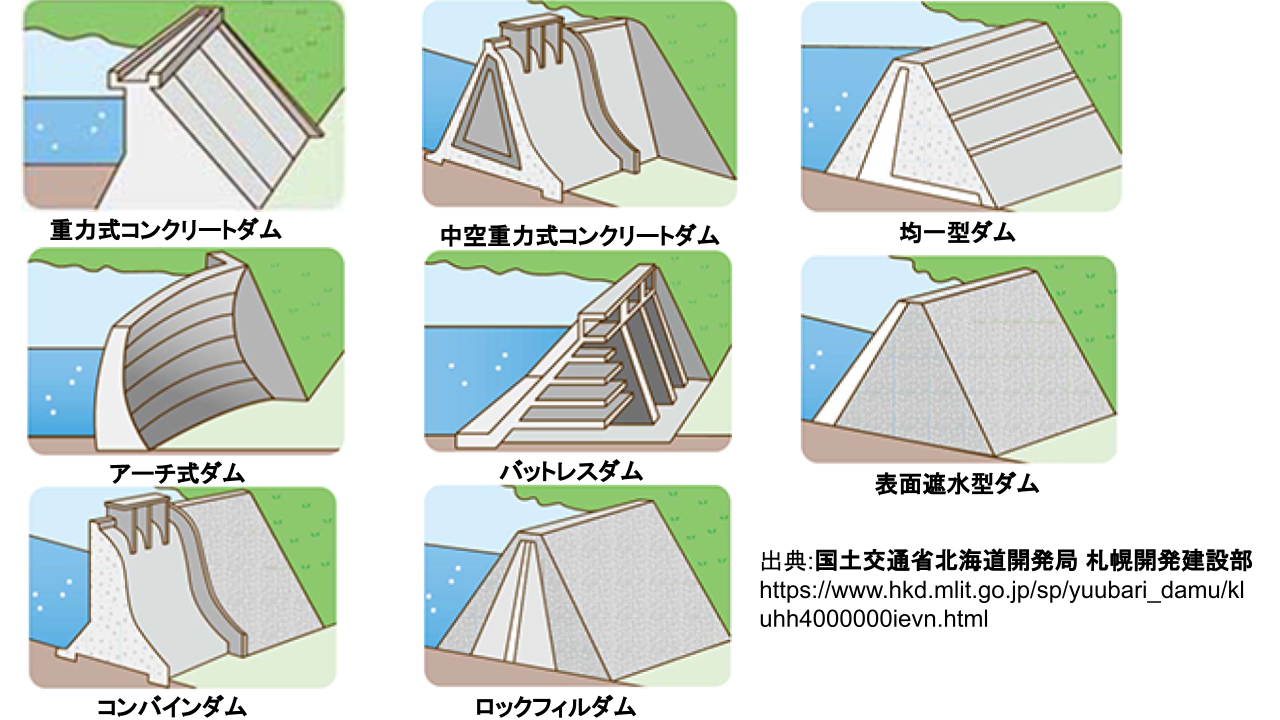 重力式コンクリートダム
中空重力式コンクリートダム
均一型ダム
アーチ式ダム
バットレスダム
表面遮水型ダム
コンバインダム
ロックフィルダム
出典:国土交通省北海道開発局 札幌開発建設部
https://www.hkd.mlit.go.jp/sp/yuubari_damu/kl
uhh4000000ievn.html